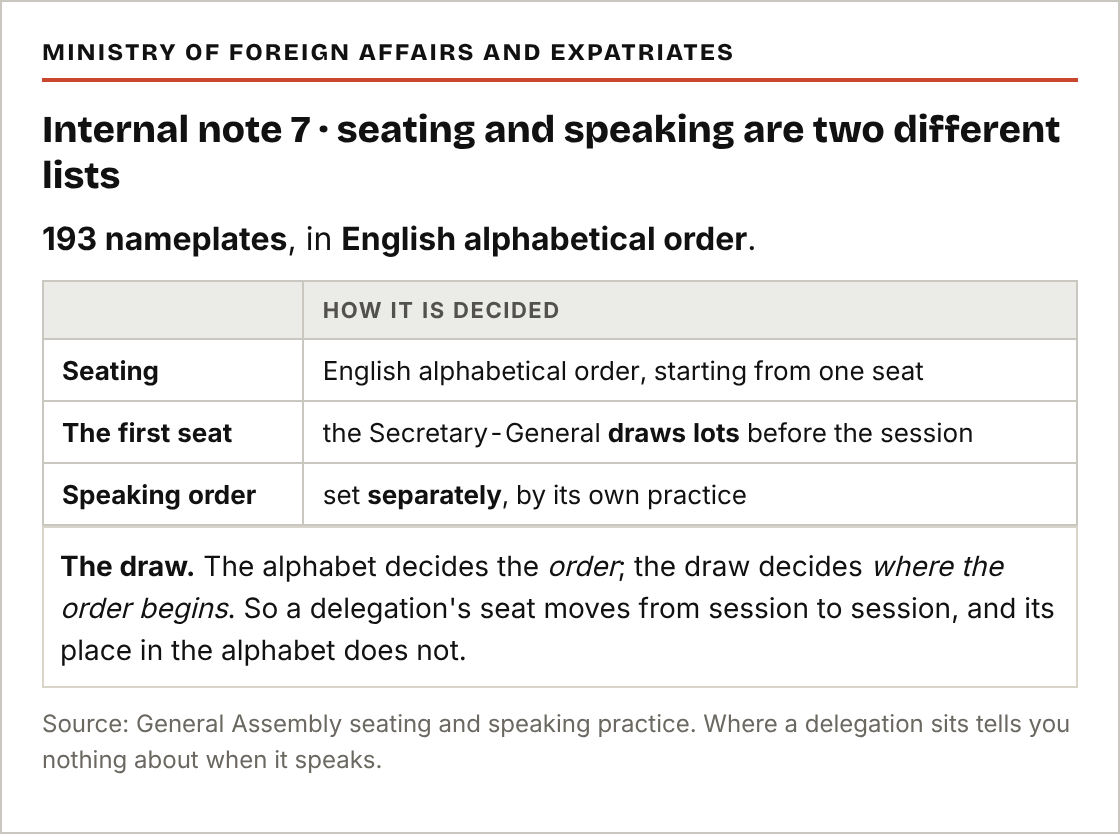 MINISTRY OF FOREIGN AFFAIRS AND EXPATRIATES
Internal note 7 · seating and speaking are two different
lists
193 nameplates, in English alphabetical order.
HOW IT IS DECIDED
Seating English alphabetical order, starting from one seat
The first seat the Secretary-General draws lots before the session
Speaking order set separately, by its own practice
The draw. The alphabet decides the order; the draw decides where the
order begins. So a delegation's seat moves from session to session, and its
place in the alphabet does not.
Source: General Assembly seating and speaking practice. Where a delegation sits tells you
nothing about when it speaks.